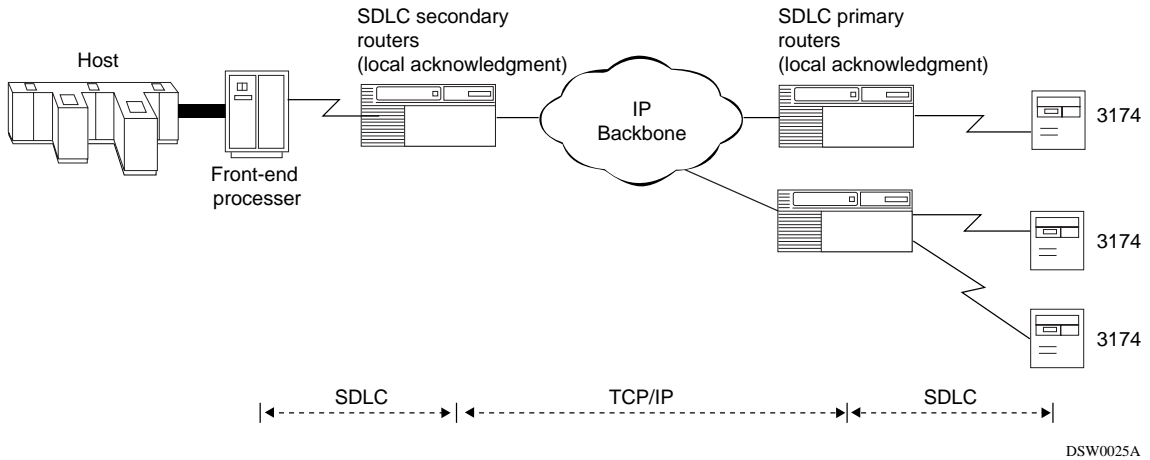 SDLC secondary
routers
(local acknowledgment)
SDLC primary
routers
(local acknowledgment)
Host
IP
Backbone
3174
Front-end
processer
3174
3174
SDLC
TCP/IP
SDLC
DSW0025A